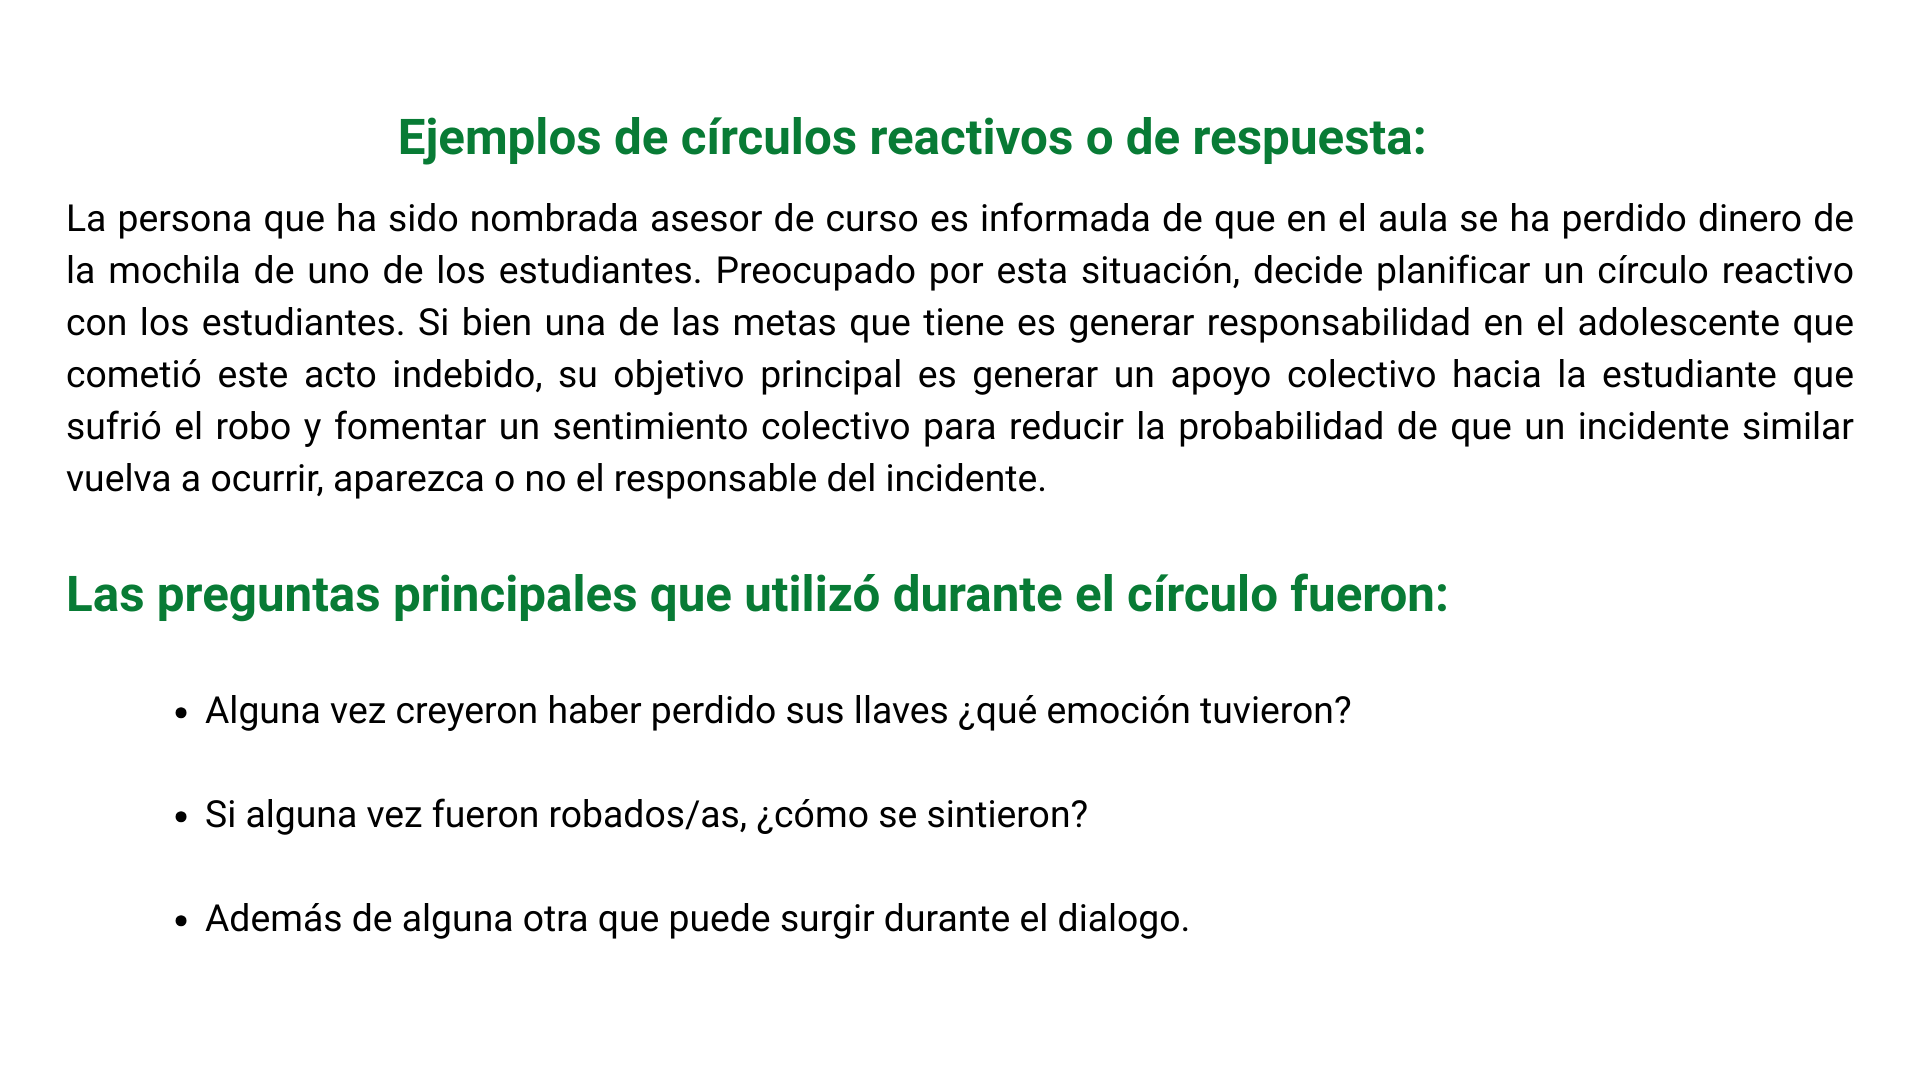 Ejemplos de círculos reactivos o de respuesta:
La persona que ha sido nombrada asesor de curso es informada de que en el aula se ha perdido dinero de
la mochila de uno de los estudiantes. Preocupado por esta situación, decide planificar un círculo reactivo
con los estudiantes. Si bien una de las metas que tiene es generar responsabilidad en el adolescente que
cometió este acto indebido, su objetivo principal es generar un apoyo colectivo hacia la estudiante que
sufrió el robo y fomentar un sentimiento colectivo para reducir la probabilidad de que un incidente similar
vuelva a ocurrir, aparezca o no el responsable del incidente.
Las preguntas principales que utilizó durante el círculo fueron:
• Alguna vez creyeron haber perdido sus llaves ¿qué emoción tuvieron?
• Si alguna vez fueron robados/as, ¿cómo se sintieron?
• Además de alguna otra que puede surgir durante el dialogo.